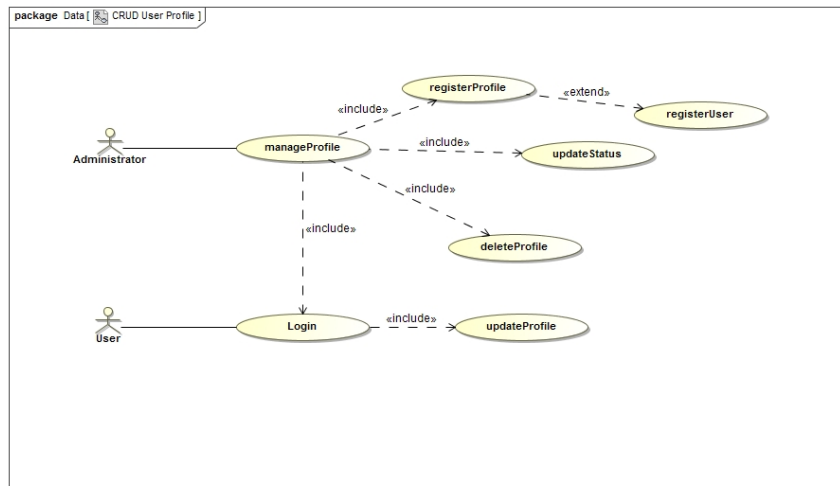 package Data [ CRUD User Profile ]
registerProfile
«extend»
«include»
registerUser
Administrator
manageProfile
«include»
updateStatus
«include»
«include»
deleteProfile
User
Login
«include»
updateProfile